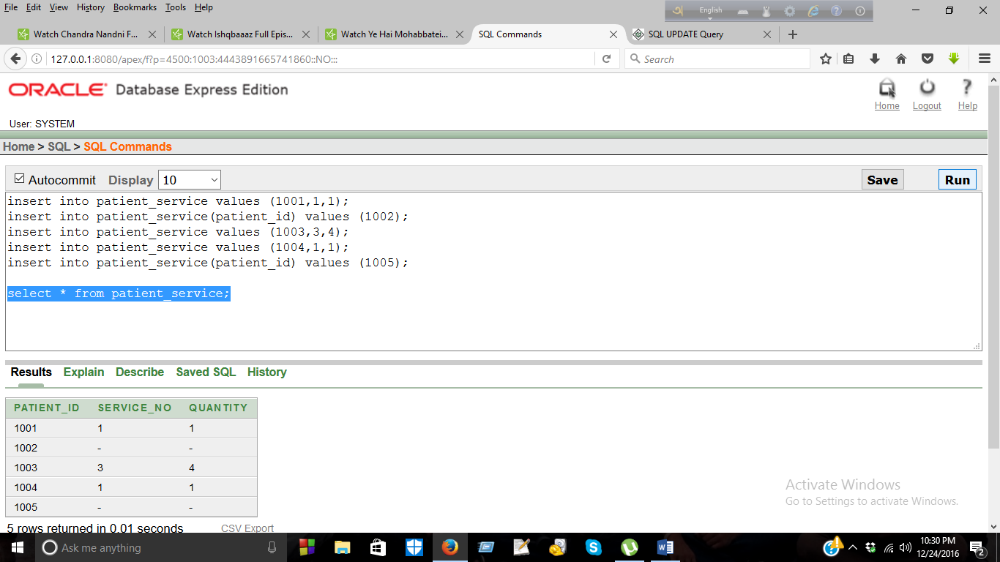 File Edit View History Bookmarks Tools Help
English
Watch Chandra Nandni F...
Watch Ishqbaaaz Full Epis...
Watch Ye Hai Mohabbatei...
SQL Commands
SQL UPDATE Query
127.0.0.1:8080/apex/f?p=4500:1003:4443891665741860::NO:::
Search
ORACLE Database Express Edition
Home Logout Help
User: SYSTEM
Home > SQL > SQL Commands
Autocommit Display 10 Save Run
insert into patient_service values (1001,1,1);
insert into patient_service(patient_id) values (1002);
insert into patient_service values (1003,3,4);
insert into patient_service values (1004,1,1);
insert into patient_service(patient_id) values (1005);
select * from patient_service;
Results Explain Describe Saved SQL History
PATIENT_ID SERVICE_NO QUANTITY
1001 1 1
1002 - -
1003 3 4
1004 1 1
1005 - -
5 rows returned in 0.01 seconds CSV Export
Activate Windows
Go to Settings to activate Windows.
Ask me anything
10:30 PM
12/24/2016
2